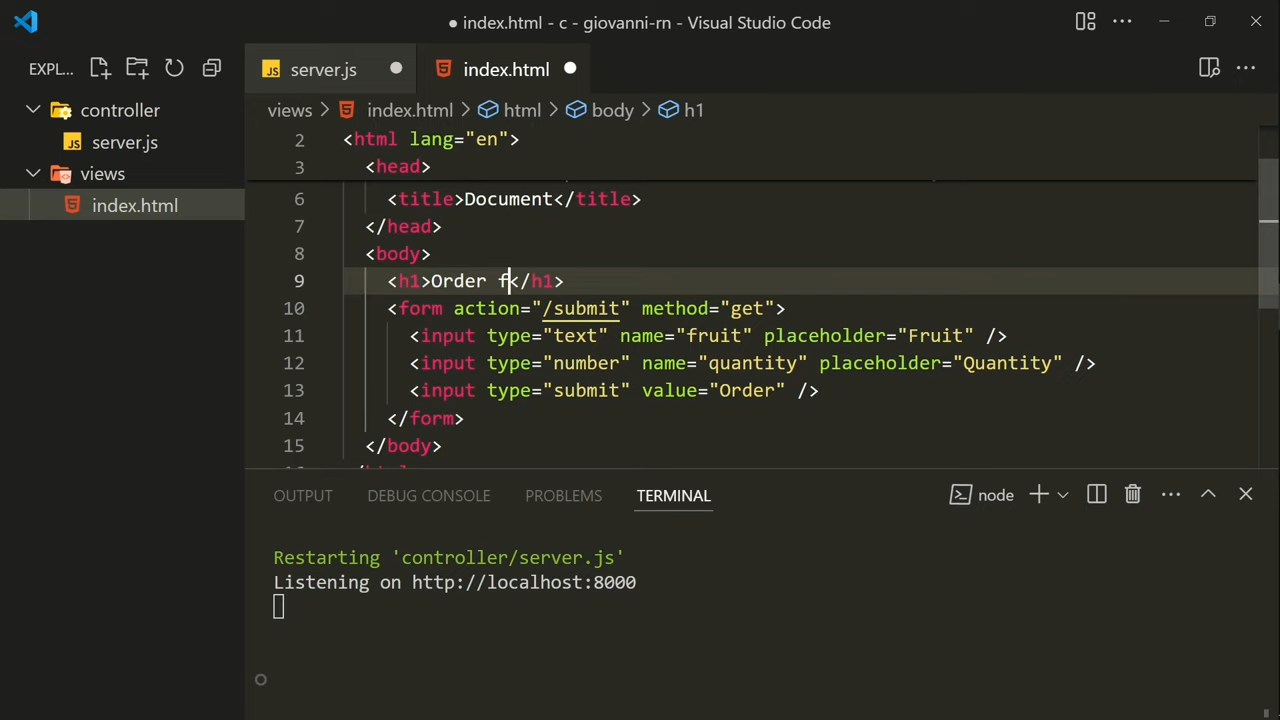 ● index.html - c - giovanni-rn - Visual Studio Code
EXPL...
JS server.js ●
index.html ●
controller
JS server.js
views
index.html
views > index.html > html > body > h1
2 <html lang="en">
3 <head>
6 <title>Document</title>
7 </head>
8 <body>
9 <h1>Order f</h1>
10 <form action="/submit" method="get">
11 <input type="text" name="fruit" placeholder="Fruit" />
12 <input type="number" name="quantity" placeholder="Quantity" />
13 <input type="submit" value="Order" />
14 </form>
15 </body>
OUTPUT DEBUG CONSOLE PROBLEMS TERMINAL
node
Restarting 'controller/server.js'
Listening on http://localhost:8000